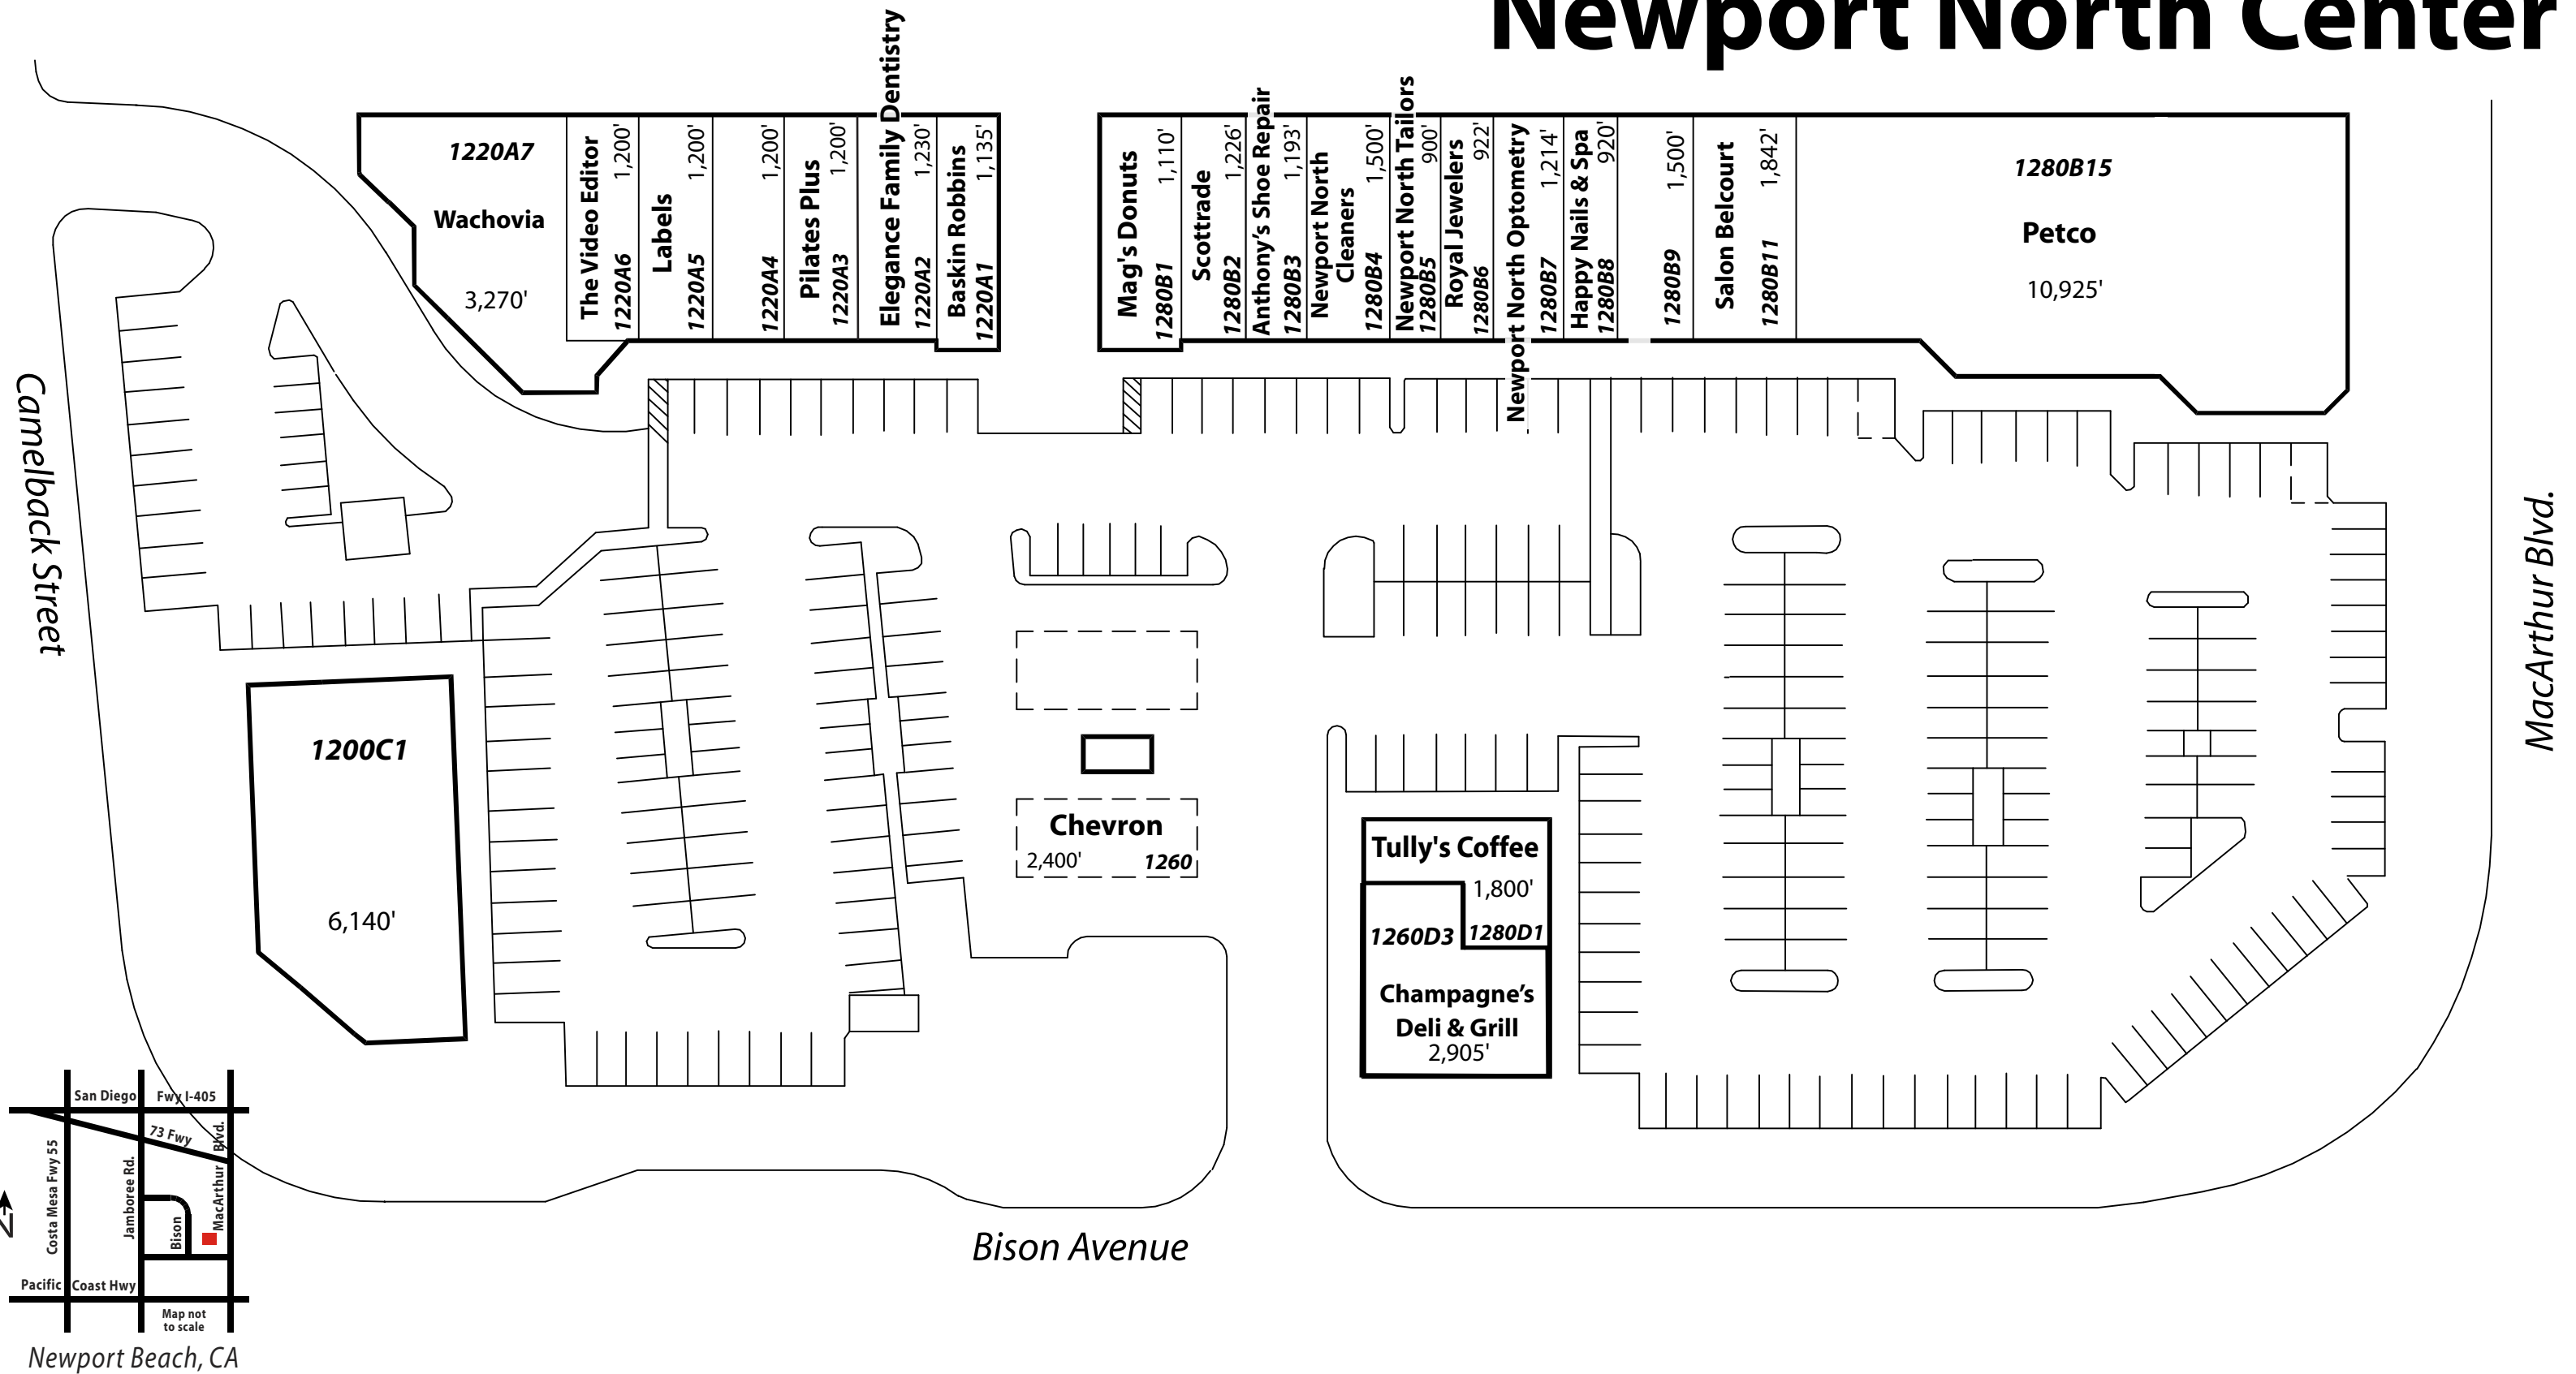 Newport North Center
1220A7
Wachovia
3,270'
The Video Editor
1220A6 1,200'
Labels
1220A5 1,200'
1220A4 1,200'
Pilates Plus
1220A3 1,200'
Elegance Family Dentistry
1220A2 1,230'
Baskin Robbins
1220A1 1,135'
Mag's Donuts
1280B1 1,110'
Scottrade
1280B2 1,226'
Anthony’s Shoe Repair
1280B3 1,193'
Newport North
Cleaners
1280B4 1,500'
Newport North Tailors
1280B5 900'
Royal Jewelers
1280B6 922'
Newport North Optometry
1280B7 1,214'
Happy Nails & Spa
1280B8 920'
1280B9 1,500'
Salon Belcourt
1280B11 1,842'
1280B15
Petco
10,925'
Camelback Street
MacArthur Blvd.
1200C1
6,140'
Chevron
2,400' 1260
Tully's Coffee
1,800'
1280D1
1260D3
Champagne’s
Deli & Grill
2,905'
Bison Avenue
San Diego Fwy I-405
73 Fwy
Costa Mesa Fwy 55
Jamboree Rd.
Bison
MacArthur Blvd.
Pacific Coast Hwy
Map not
to scale
N
Newport Beach, CA